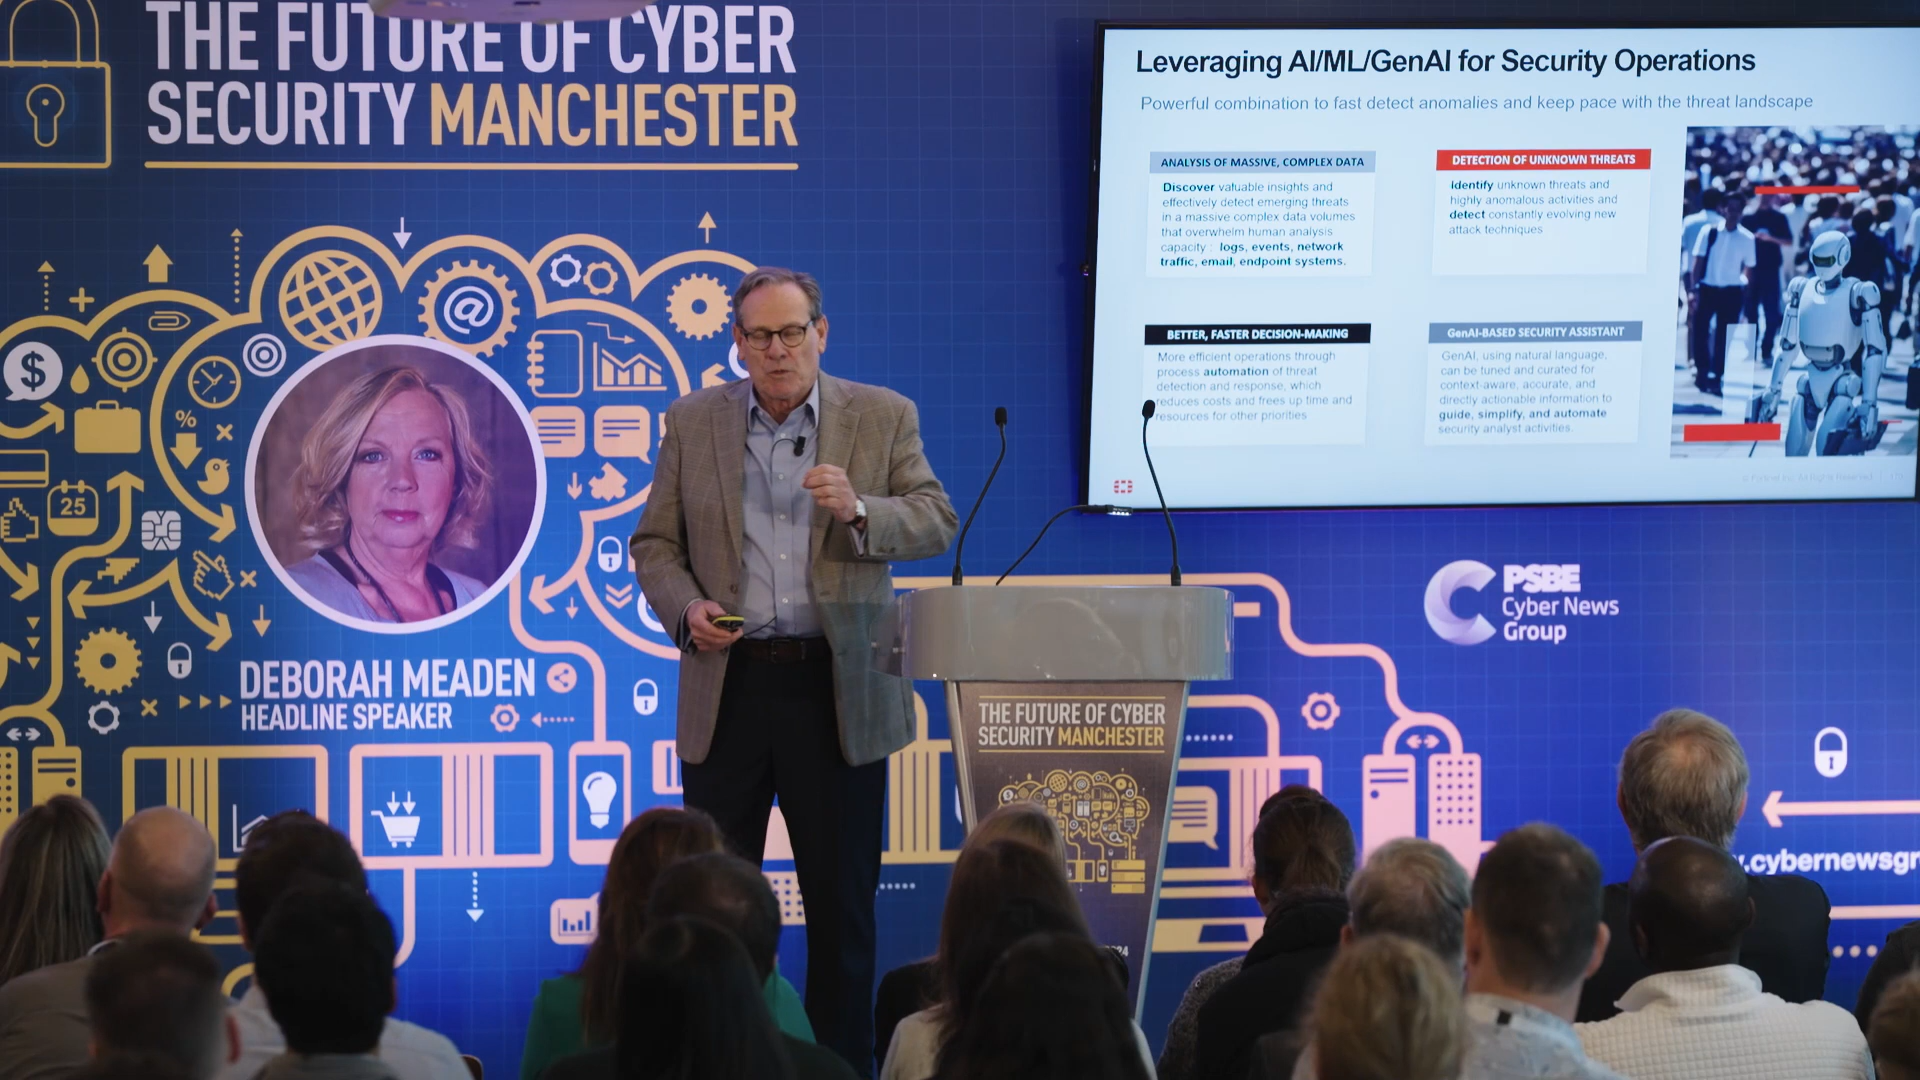 THE FUTURE OF CYBER
SECURITY MANCHESTER
Leveraging AI/ML/GenAI for Security Operations
Powerful combination to fast detect anomalies and keep pace with the threat landscape
ANALYSIS OF MASSIVE, COMPLEX DATA
Discover valuable insights and
effectively detect emerging threats
in a massive complex data volumes
that overwhelm human analysis
capacity : logs, events, network
traffic, email, endpoint systems.
DETECTION OF UNKNOWN THREATS
Identify unknown threats and
highly anomalous activities and
detect constantly evolving new
attack techniques
BETTER, FASTER DECISION-MAKING
More efficient operations through
process automation of threat
detection and response, which
reduces costs and frees up time and
resources for other priorities
GenAI-BASED SECURITY ASSISTANT
GenAI, using natural language,
can be tuned and curated for
context-aware, accurate, and
directly actionable information to
guide, simplify, and automate
security analyst activities.
@
$
%
25
DEBORAH MEADEN
HEADLINE SPEAKER
PSBE
Cyber News
Group
THE FUTURE OF CYBER
SECURITY MANCHESTER
24
.cybernewsgr